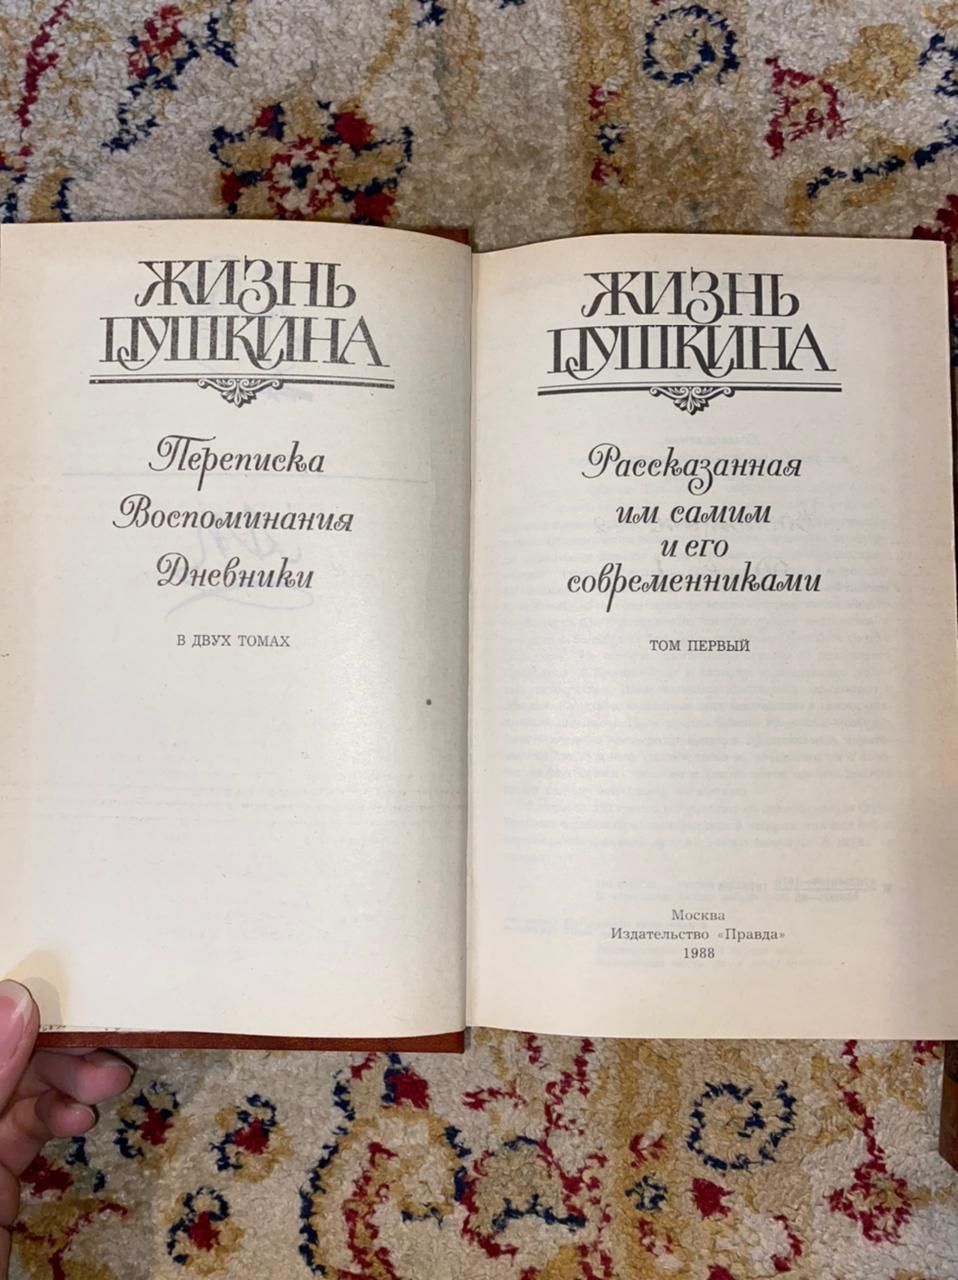 ЖИЗНЬ
ПУШКИНА
Переписка
Воспоминания
Дневники
В ДВУХ ТОМАХ
ЖИЗНЬ
ПУШКИНА
Рассказанная
им самим
и его
современниками
ТОМ ПЕРВЫЙ
Москва
Издательство «Правда»
1988